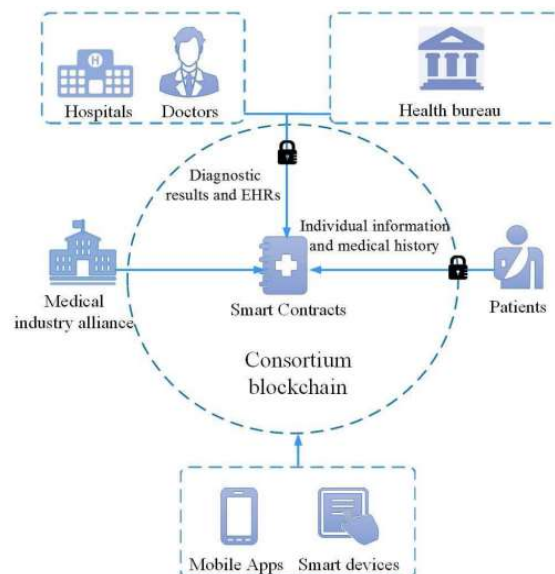 H
Hospitals
Doctors
Health bureau
Diagnostic
results and EHRs
Individual information
and medical history
Medical
industry alliance
Smart Contracts
Patients
Consortium
blockchain
Mobile Apps
Smart devices